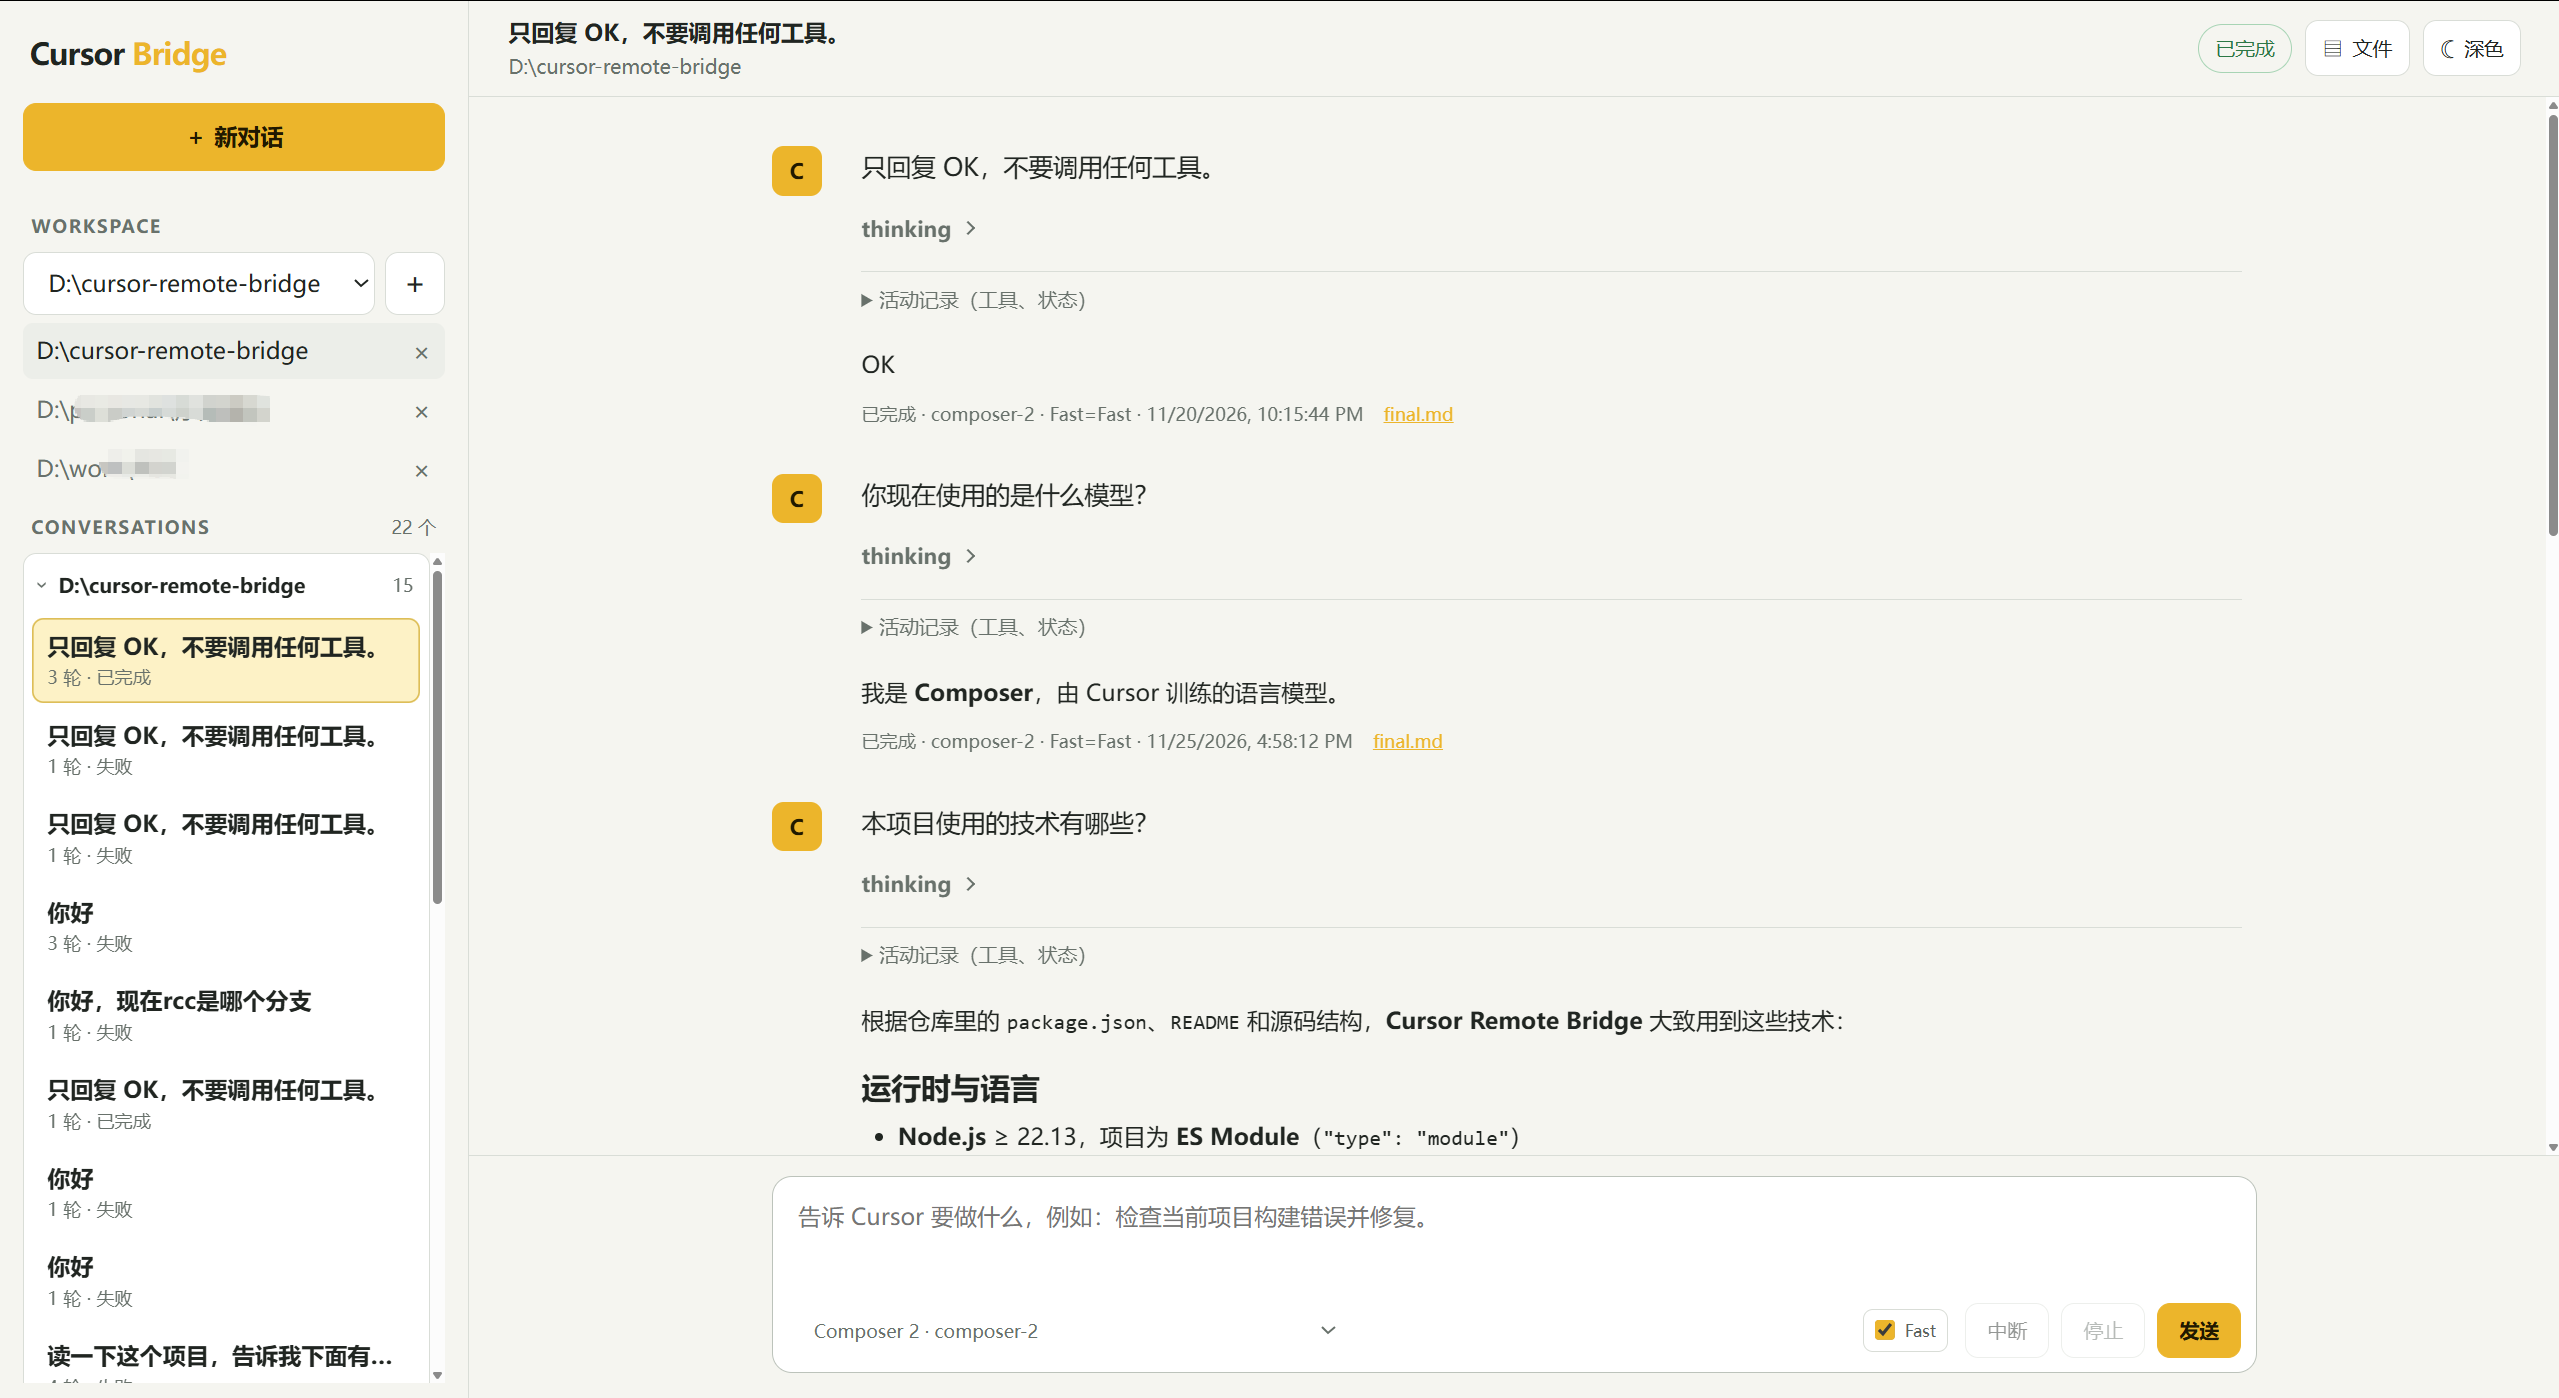 Cursor Bridge
+ 新对话
WORKSPACE
D:\cursor-remote-bridge
+
D:\cursor-remote-bridge ×
D:\ ×
D:\ ×
CONVERSATIONS 22 个
D:\cursor-remote-bridge 15
只回复 OK，不要调用任何工具。
3 轮 · 已完成
只回复 OK，不要调用任何工具。
1 轮 · 失败
只回复 OK，不要调用任何工具。
1 轮 · 失败
你好
3 轮 · 失败
你好，现在rcc是哪个分支
1 轮 · 失败
只回复 OK，不要调用任何工具。
1 轮 · 已完成
你好
1 轮 · 失败
你好
1 轮 · 失败
读一下这个项目，告诉我下面有...
只回复 OK，不要调用任何工具。
D:\cursor-remote-bridge
已完成
文件
深色
C
只回复 OK，不要调用任何工具。
thinking
活动记录（工具、状态）
OK
已完成 · composer-2 · Fast=Fast · 11/20/2026, 10:15:44 PM final.md
C
你现在使用的是什么模型？
thinking
活动记录（工具、状态）
我是 Composer，由 Cursor 训练的语言模型。
已完成 · composer-2 · Fast=Fast · 11/25/2026, 4:58:12 PM final.md
C
本项目使用的技术有哪些？
thinking
活动记录（工具、状态）
根据仓库里的 package.json、README 和源码结构，Cursor Remote Bridge 大致用到这些技术：
运行时与语言
• Node.js ≥ 22.13，项目为 ES Module（"type": "module"）
告诉 Cursor 要做什么，例如：检查当前项目构建错误并修复。
Composer 2 · composer-2
Fast
中断
停止
发送